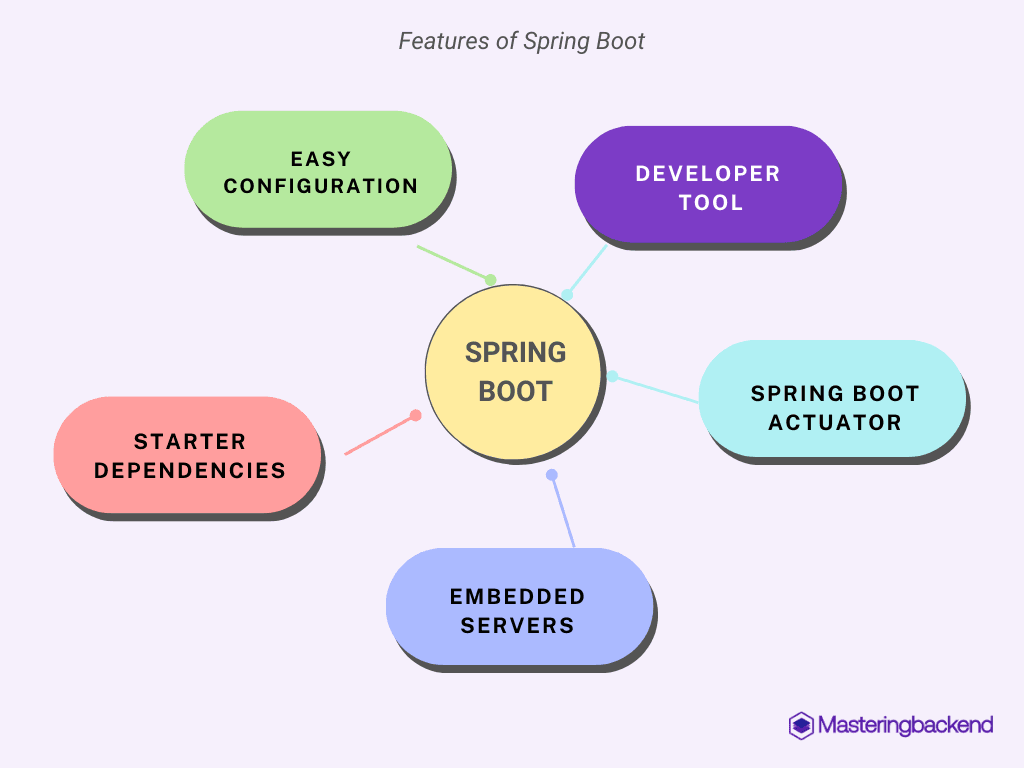 Features of Spring Boot
EASY
CONFIGURATION
DEVELOPER
TOOL
SPRING
BOOT
SPRING BOOT
ACTUATOR
STARTER
DEPENDENCIES
EMBEDDED
SERVERS
Masteringbackend